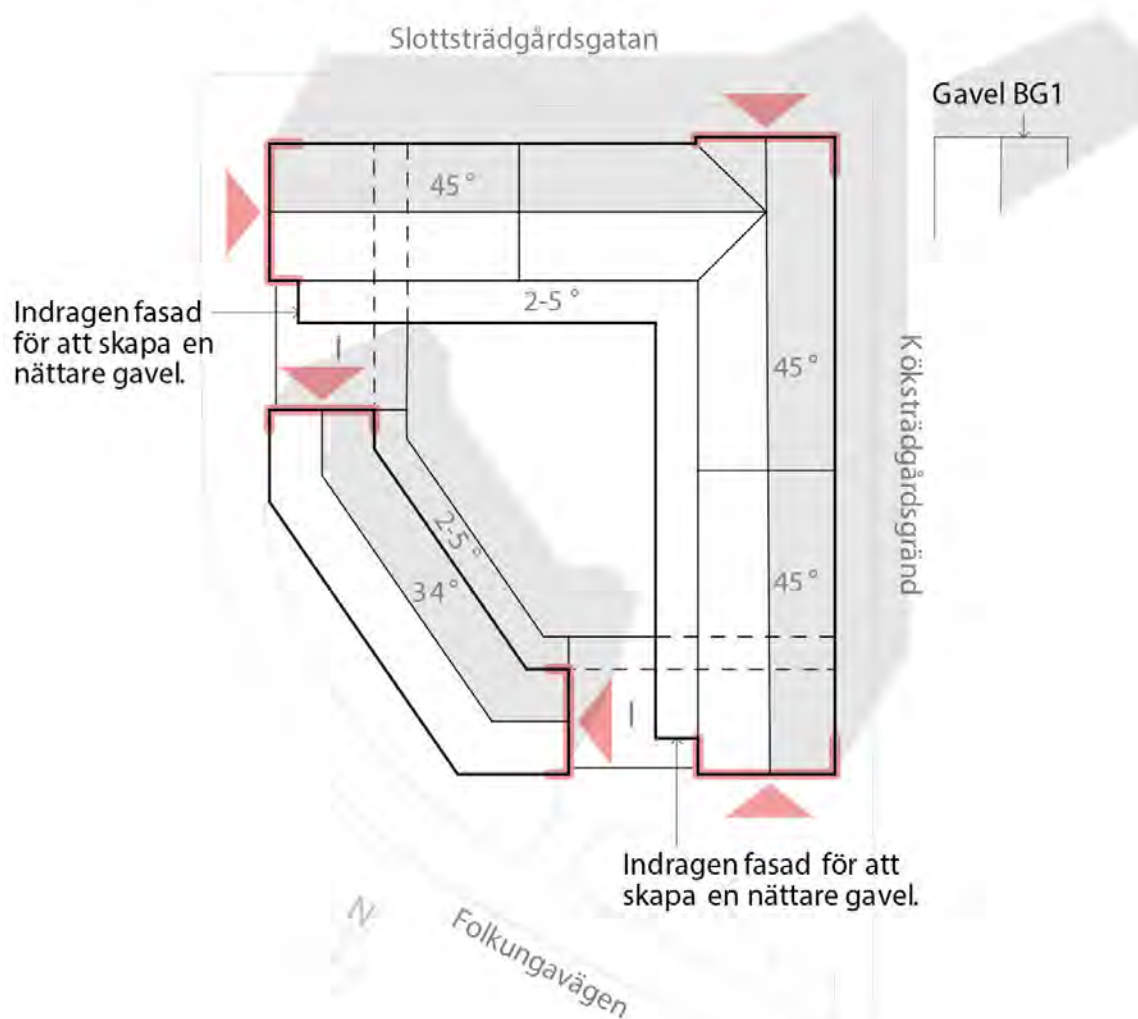 Slottsträdgårdsgatan
Gavel BG1
45°
2-5°
Indragen fasad
för att skapa en
nättare gavel.
I
45°
Köksträdgårdsgränd
2-5°
34°
45°
I
Indragen fasad för att
skapa en nättare gavel.
N
Folkungavägen